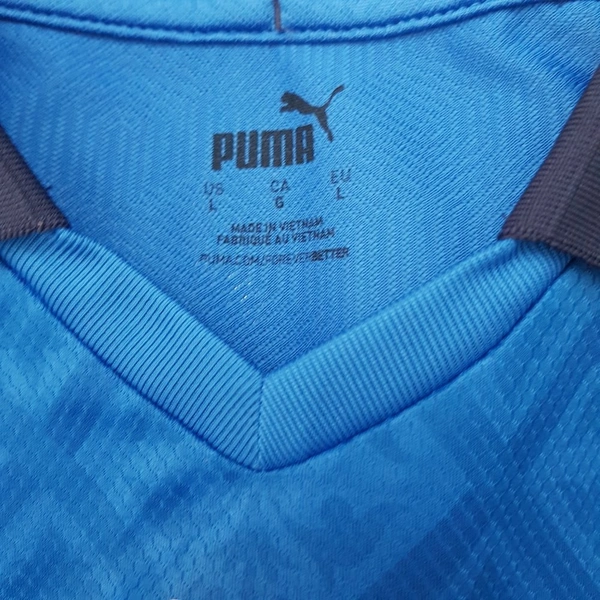 PUMA
US CA EU
L G L
MADE IN VIETNAM
FABRIQUE AU VIETNAM
PUMA.COM/FOREVERBETTER